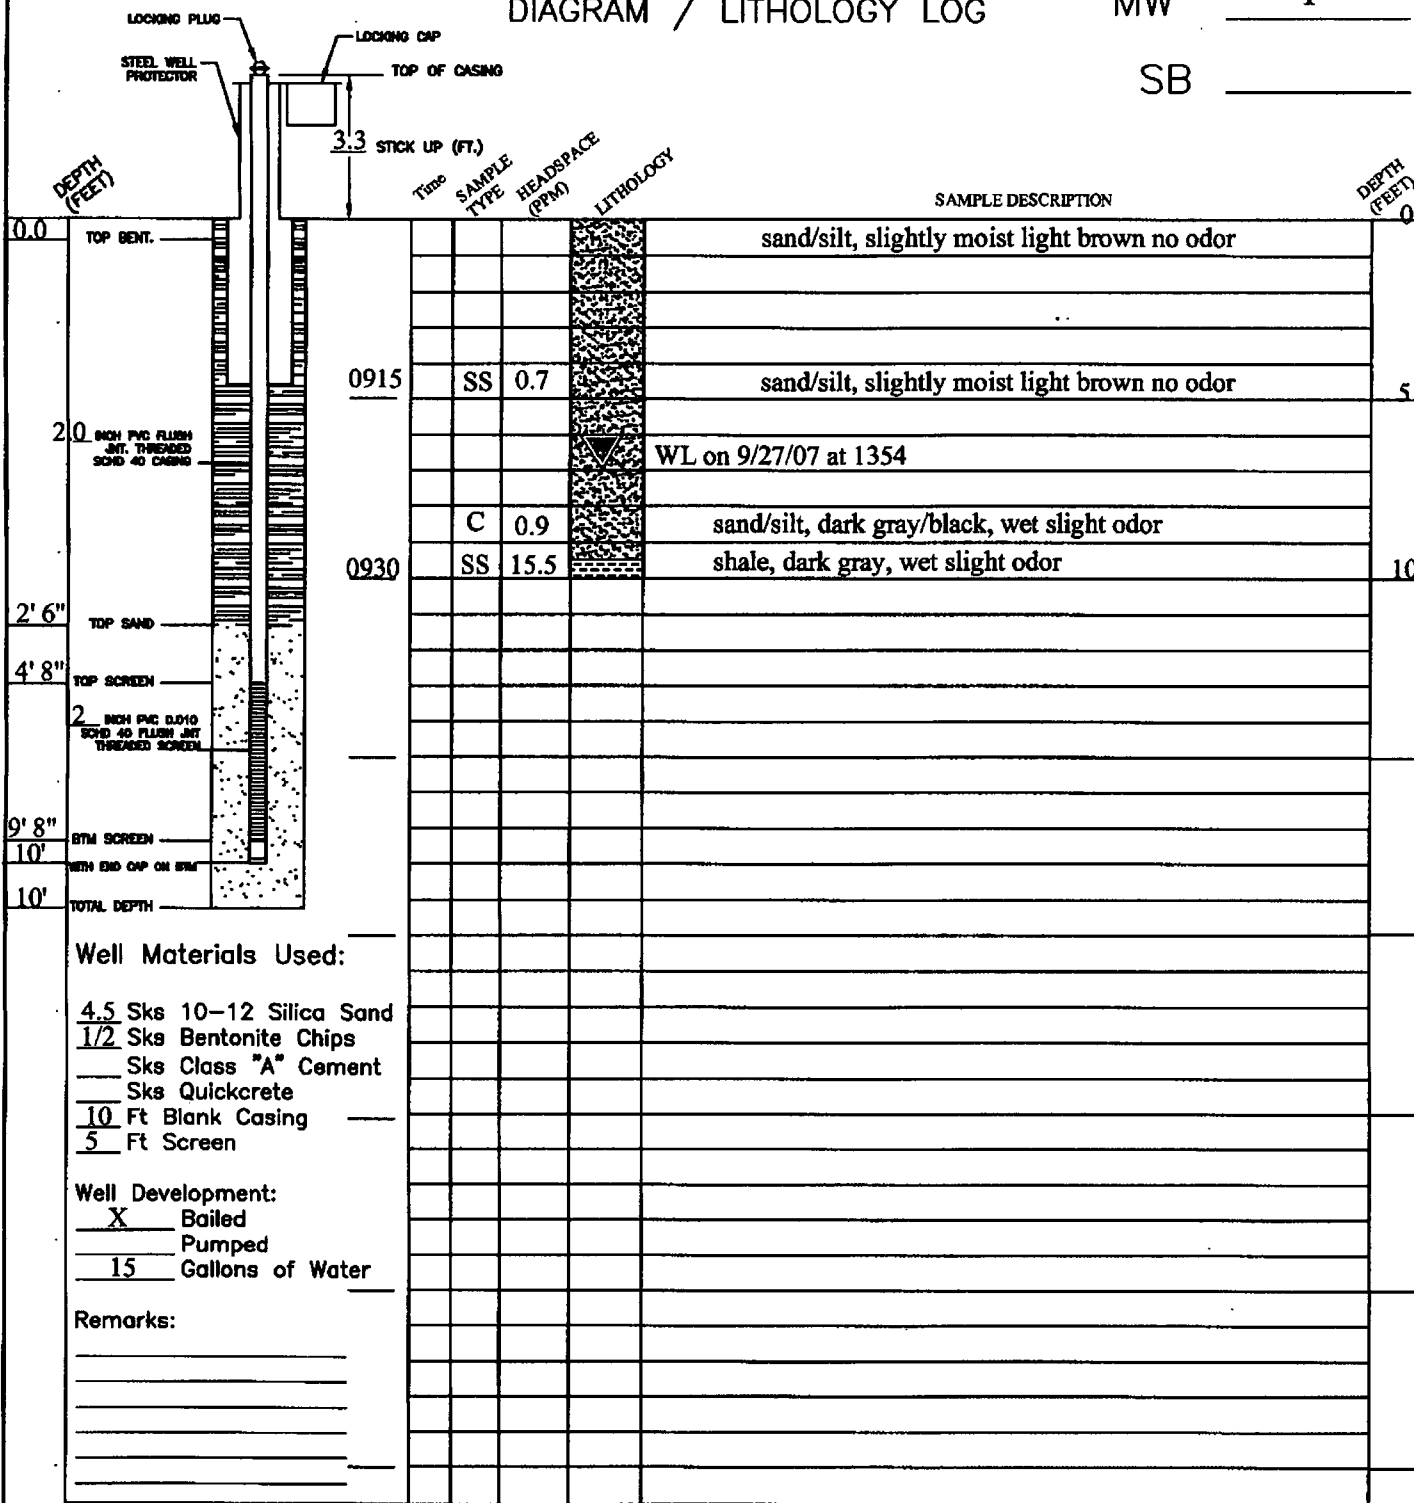 DIAGRAM / LITHOLOGY LOG
MW
SB
LOCKING PLUG
LOCKING CAP
STEEL WELL
PROTECTOR
TOP OF CASING
3.3 STICK UP (FT.)
DEPTH
(FEET)
Time
SAMPLE
TYPE
HEADSPACE
(PPM)
LITHOLOGY
SAMPLE DESCRIPTION
DEPTH
(FEET)
0
0.0
TOP BENT.
sand/silt, slightly moist light brown no odor
0915 SS 0.7 sand/silt, slightly moist light brown no odor
5
2.0 INCH PVC FLUSH
JNT. THREADED
SCHD 40 CASING
WL on 9/27/07 at 1354
C 0.9 sand/silt, dark gray/black, wet slight odor
0930 SS 15.5 shale, dark gray, wet slight odor
10
2' 6" TOP SAND
4' 8" TOP SCREEN
2 INCH PVC 0.010
SCHD 40 FLUSH JNT
THREADED SCREEN
9' 8" BTM SCREEN
10' WITH END CAP ON BTM
10' TOTAL DEPTH
Well Materials Used:
4.5 Sks 10-12 Silica Sand
1/2 Sks Bentonite Chips
Sks Class "A" Cement
Sks Quickcrete
10 Ft Blank Casing
5 Ft Screen
Well Development:
X Bailed
Pumped
15 Gallons of Water
Remarks: